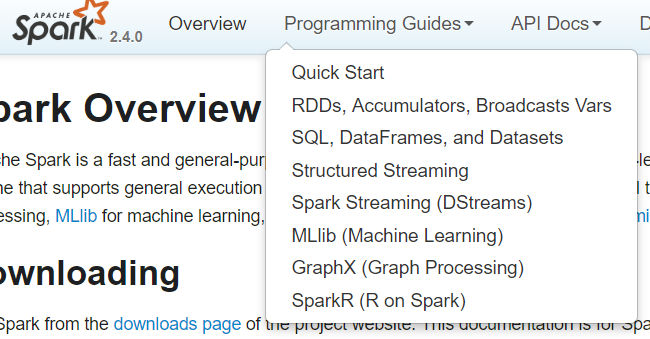 APACHE Spark 2.4.0 Overview Programming Guides API Docs
Quick Start
RDDs, Accumulators, Broadcasts Vars
SQL, DataFrames, and Datasets
Structured Streaming
Spark Streaming (DStreams)
MLlib (Machine Learning)
GraphX (Graph Processing)
SparkR (R on Spark)
park Overview
che Spark is a fast and general-pur
ne that supports general execution
essing, MLlib for machine learning,
ownloading
Spark from the downloads page of the project website. This documentation is for Spa